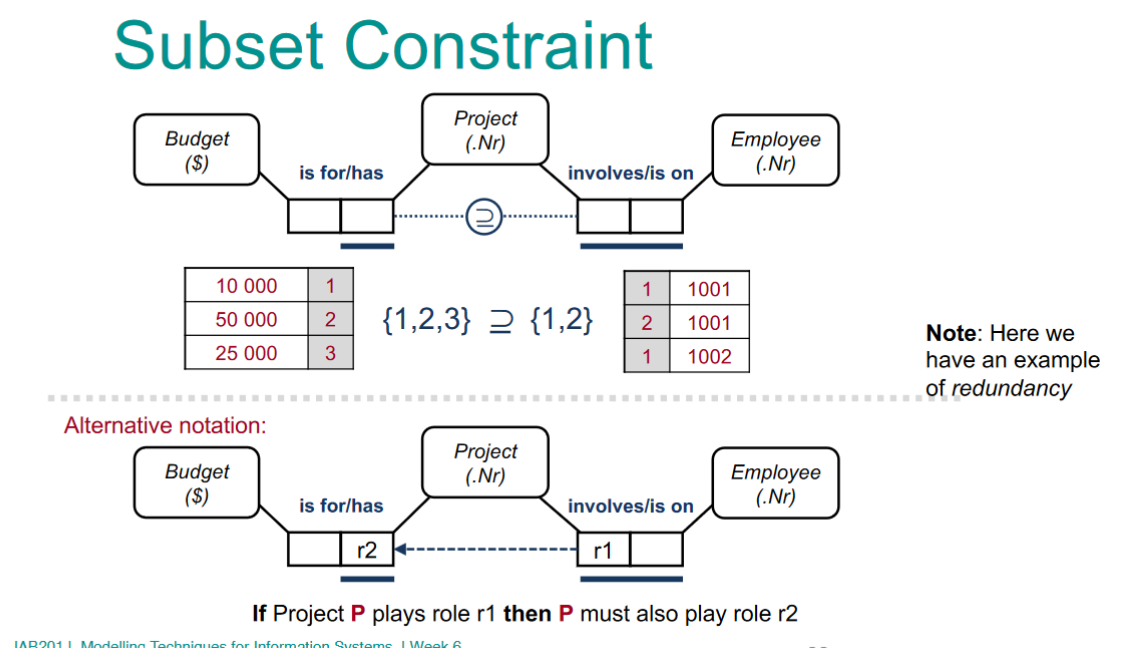 Subset Constraint
Budget
($)
Project
(.Nr)
Employee
(.Nr)
is for/has
involves/is on
⊇
10 000 1
50 000 2
25 000 3
{1,2,3} ⊇ {1,2}
1 1001
2 1001
1 1002
Note: Here we
have an example
of redundancy
Alternative notation:
Budget
($)
Project
(.Nr)
Employee
(.Nr)
is for/has
involves/is on
r2
r1
If Project P plays role r1 then P must also play role r2
IAB201 | Modelling Techniques for Information Systems | Week 6